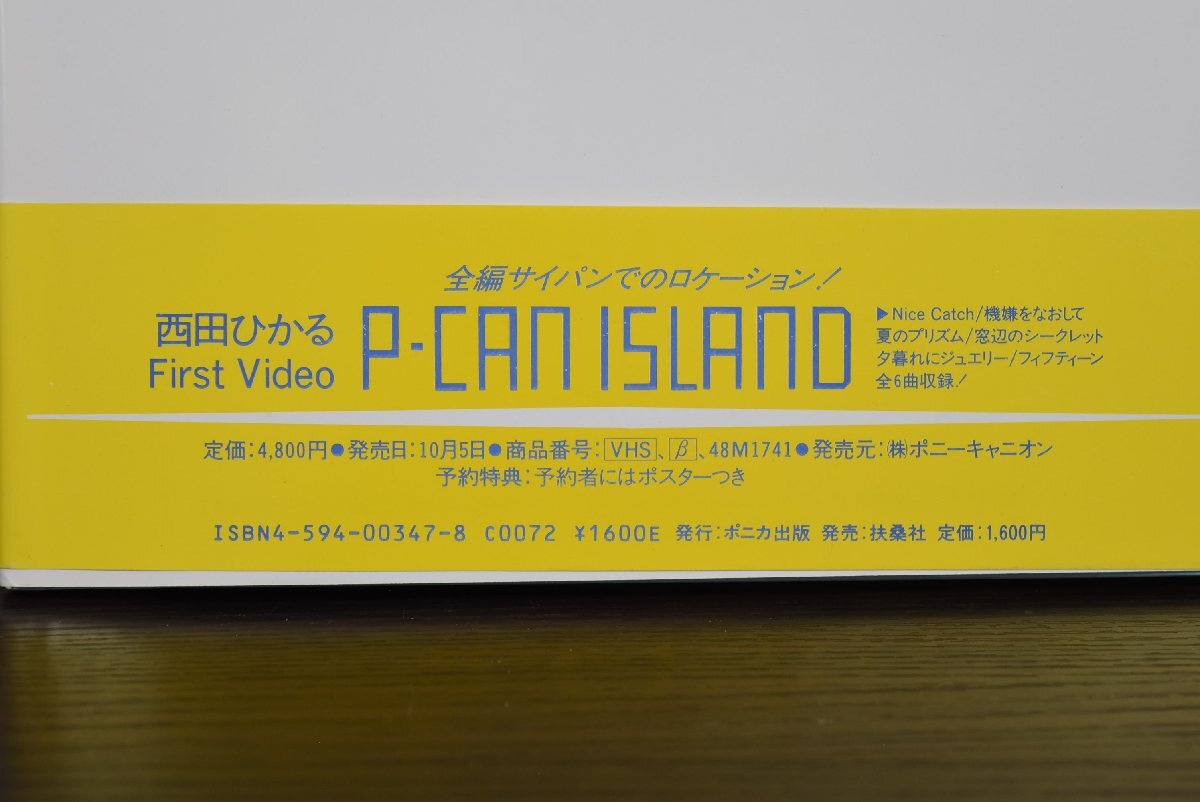 全編サイパンでのロケーション!
西田ひかる
First Video
P-CAN ISLAND
▶Nice Catch/機嫌をなおして
夏のプリズム/窓辺のシークレット
夕暮れにジュエリー/フィフティーン
全6曲収録!
定価:4,800円●発売日:10月5日●商品番号:VHS、β、48M1741●発売元:㈱ポニーキャニオン
予約特典:予約者にはポスターつき
ISBN4-594-00347-8 C0072 ¥1600E 発行:ポニカ出版 発売:扶桑社 定価:1,600円